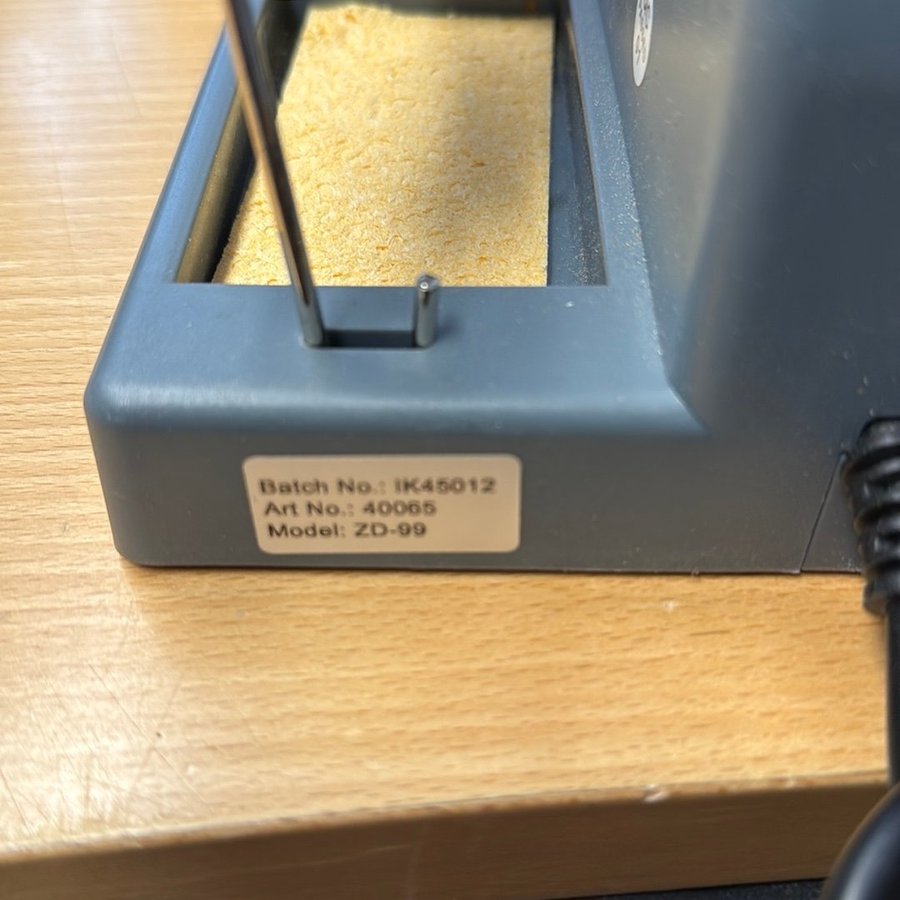 Batch No.: IK45012
Art No.: 40065
Model: ZD-99